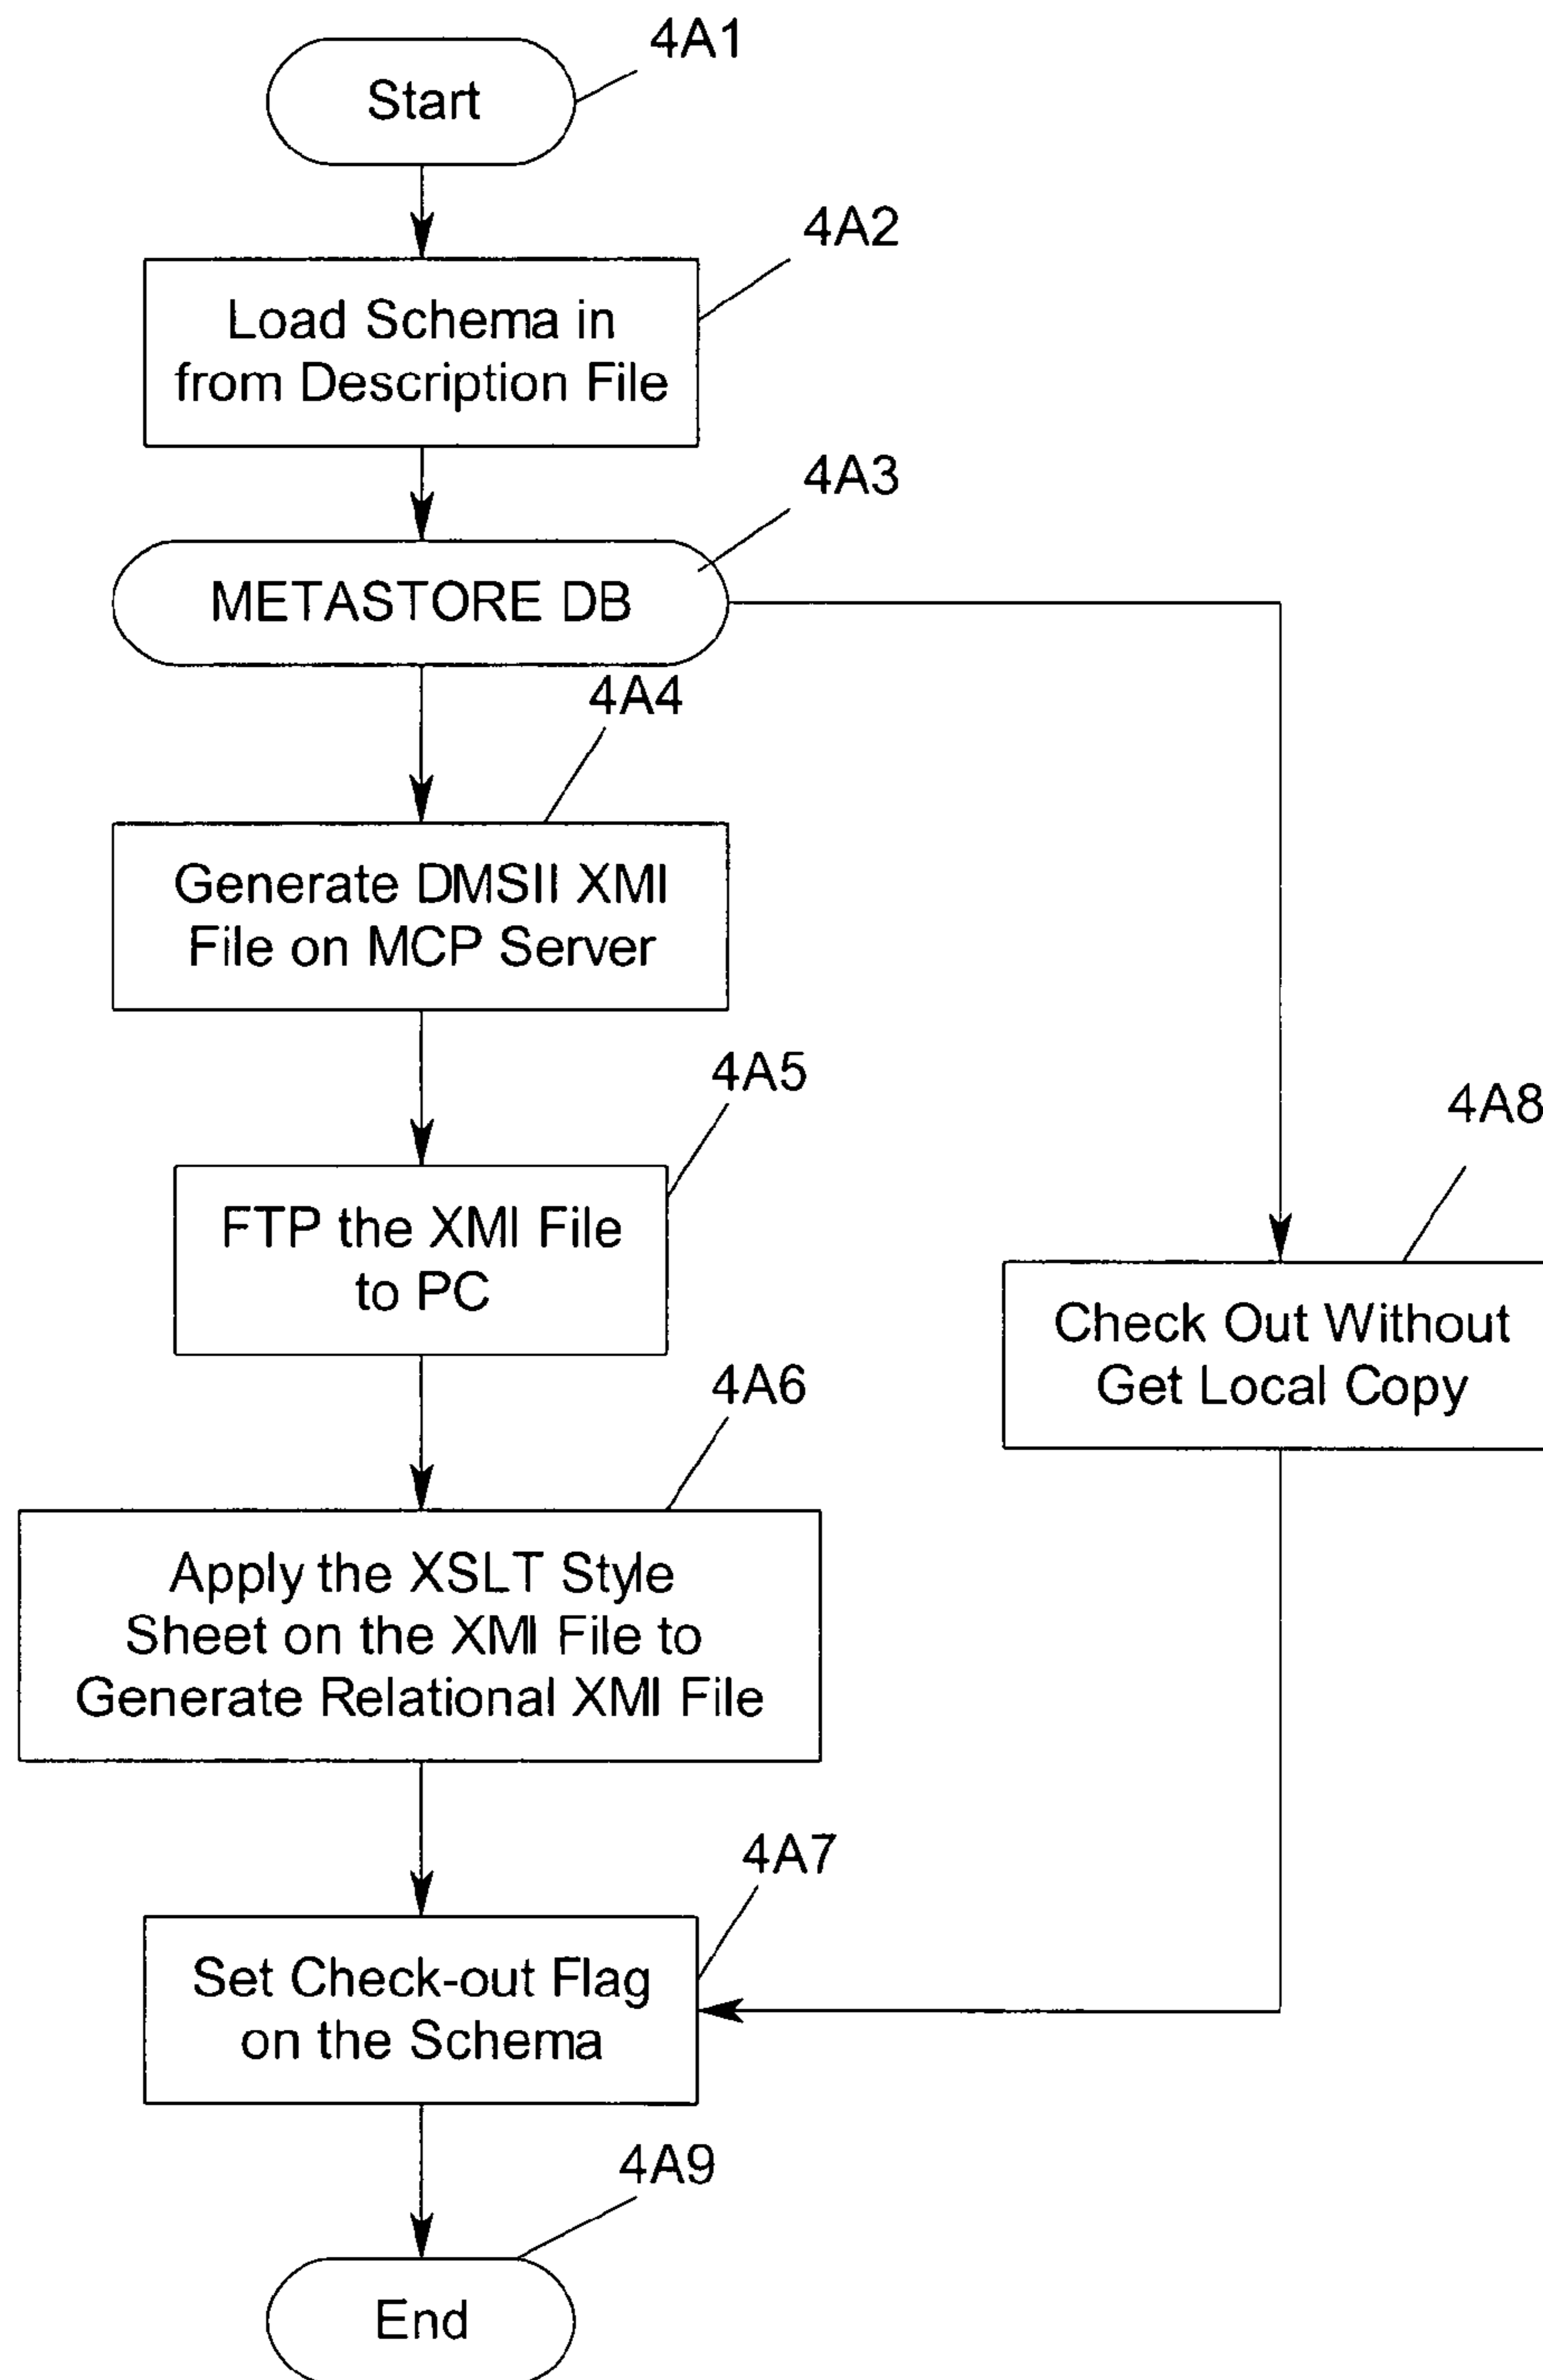 4A1
Start
4A2
Load Schema in
from Description File
4A3
METASTORE DB
4A4
Generate DMSII XMI
File on MCP Server
4A5
FTP the XMI File
to PC
4A8
Check Out Without
Get Local Copy
4A6
Apply the XSLT Style
Sheet on the XMI File to
Generate Relational XMI File
4A7
Set Check-out Flag
on the Schema
4A9
End